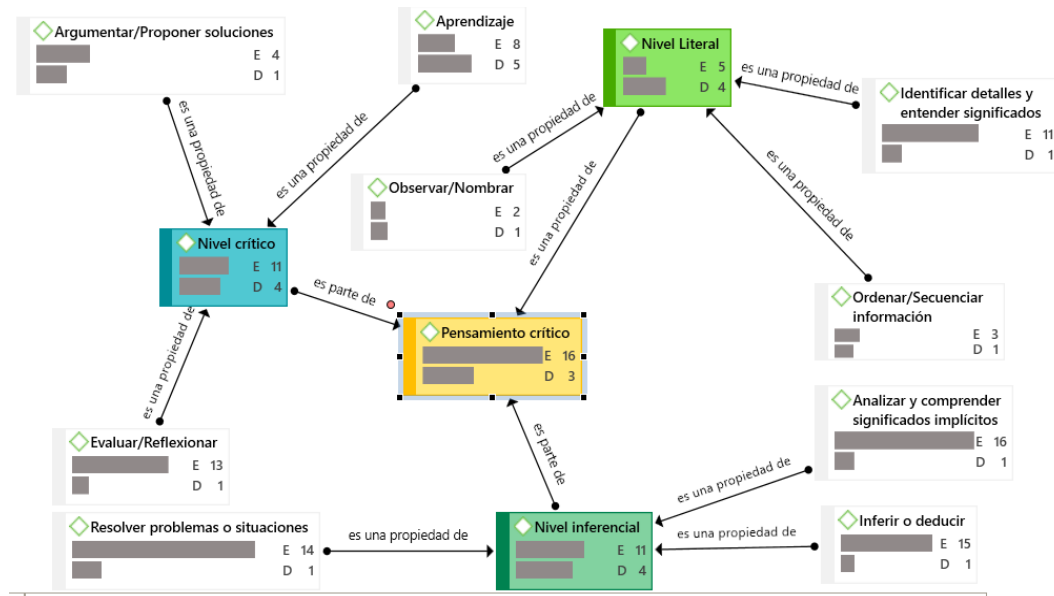 Argumentar/Proponer soluciones
E 4
D 1
Aprendizaje
E 8
D 5
Nivel Literal
E 5
D 4
Identificar detalles y
entender significados
E 11
D 1
es una propiedad de
es una propiedad de
es una propiedad de
es una propiedad de
es una propiedad de
es una propiedad de
Observar/Nombrar
E 2
D 1
Nivel crítico
E 11
D 4
es parte de
Ordenar/Secuenciar
información
E 3
D 1
Pensamiento crítico
E 16
D 3
es una propiedad de
Analizar y comprender
significados implícitos
E 16
D 1
Evaluar/Reflexionar
E 13
D 1
es parte de
es una propiedad de
Resolver problemas o situaciones
E 14
D 1
es una propiedad de
Nivel inferencial
E 11
D 4
es una propiedad de
Inferir o deducir
E 15
D 1